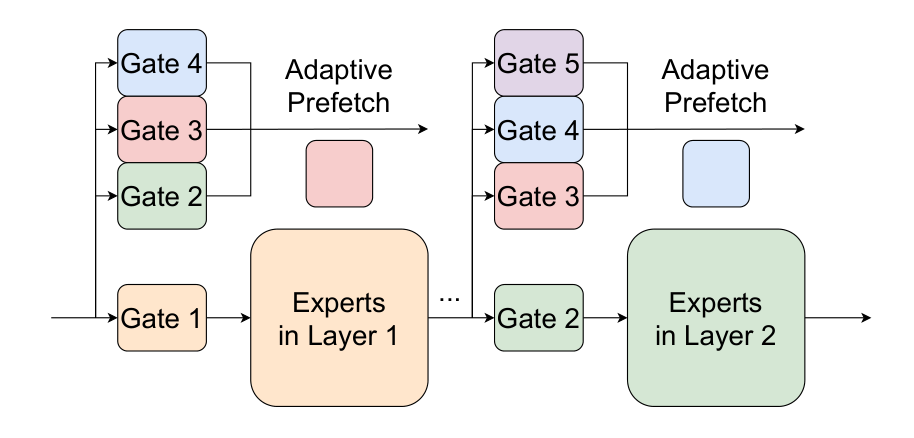 Gate 4
Gate 3
Gate 2
Gate 1
Adaptive
Prefetch
Experts
in Layer 1
...
Gate 5
Gate 4
Gate 3
Gate 2
Adaptive
Prefetch
Experts
in Layer 2